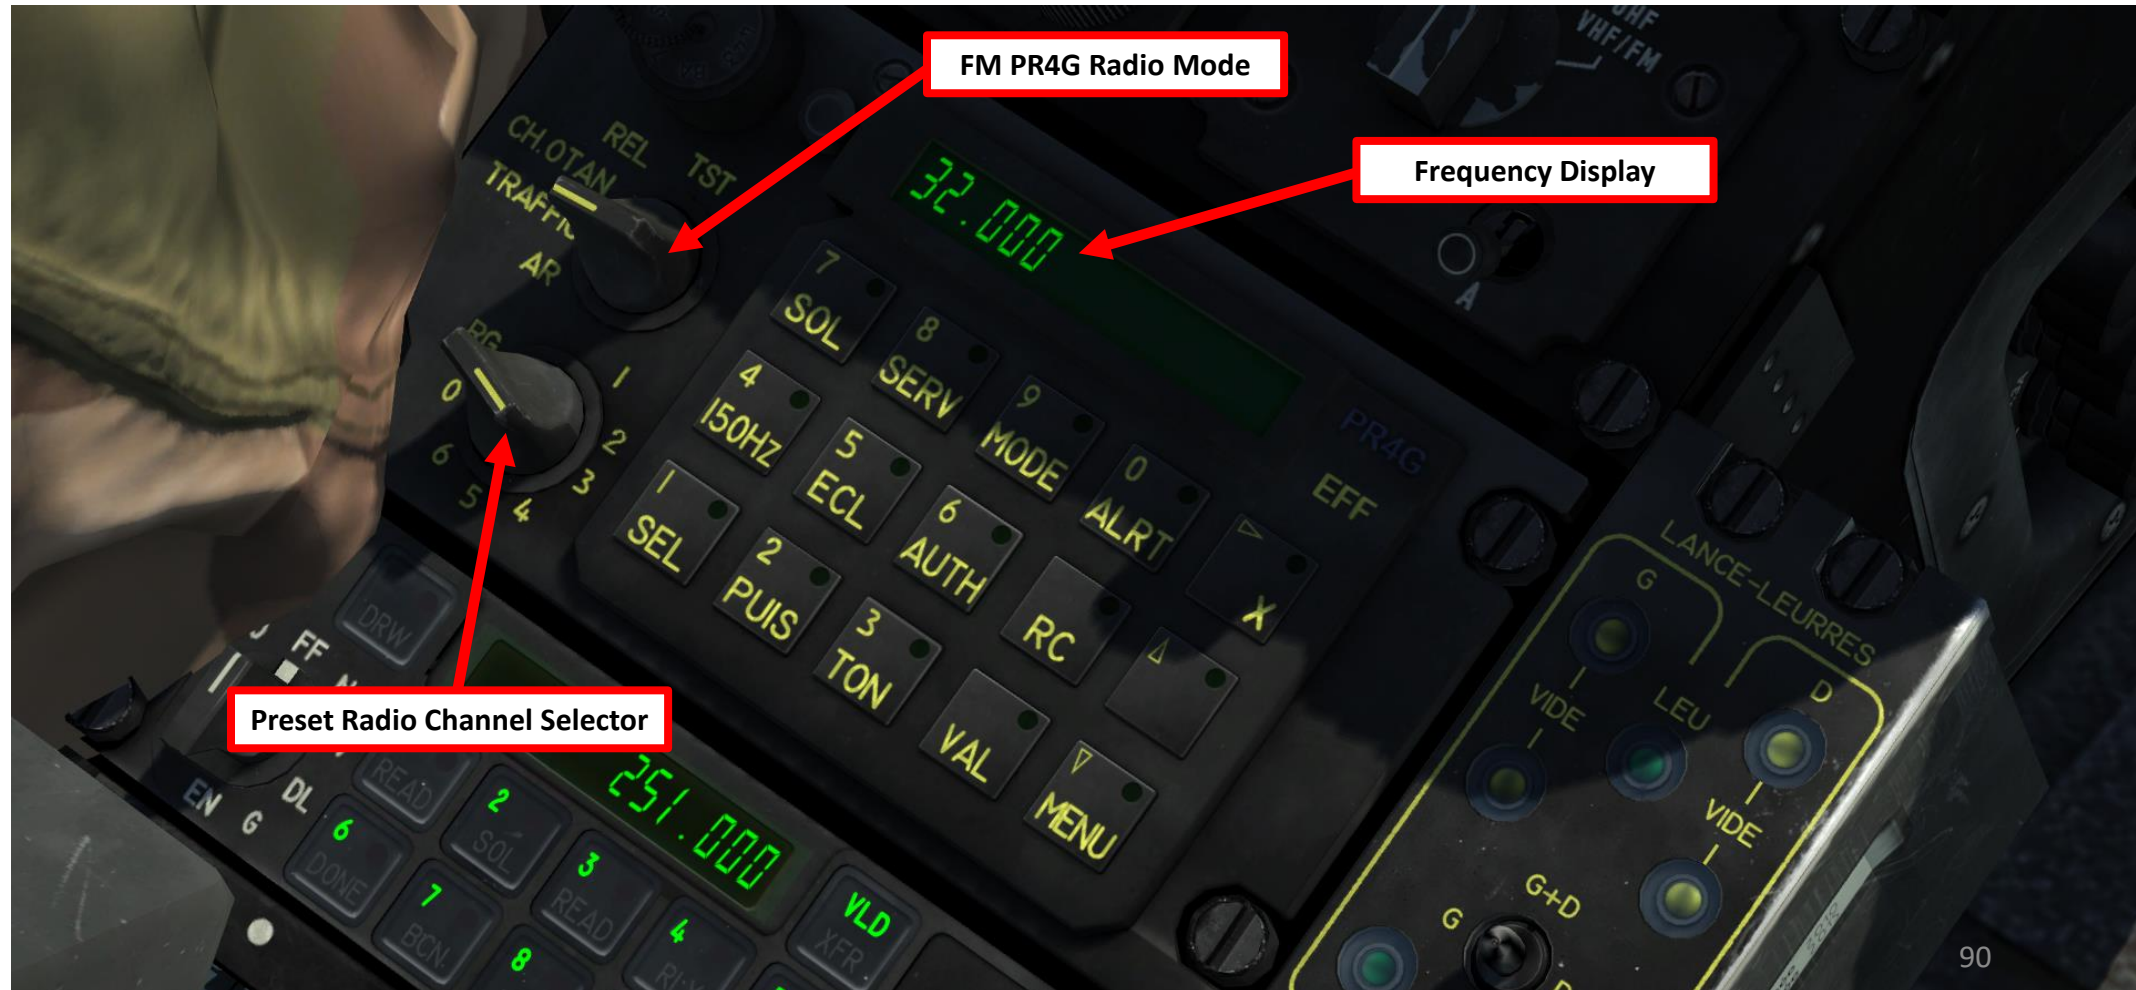 FM PR4G Radio Mode
Frequency Display
Preset Radio Channel Selector
VHF/FM
A
REL
CH.OTAN
TST
AR
RG
0
1
2
3
4
5
6
32.000
PR4G
EFF
7
SOL
8
SERV
9
MODE
0
ALRT
X
4
150HZ
5
ECL
6
AUTH
RC
1
SEL
2
PUIS
3
TON
VAL
MENU
LANCE-LEURRES
G
D
VIDE
LEU
VIDE
G+D
G
DRW
FF
EN
G
DL
251.000
READ
2
SOL
3
READ
4
VLD
XFR
6
DONE
7
BCN
8
90